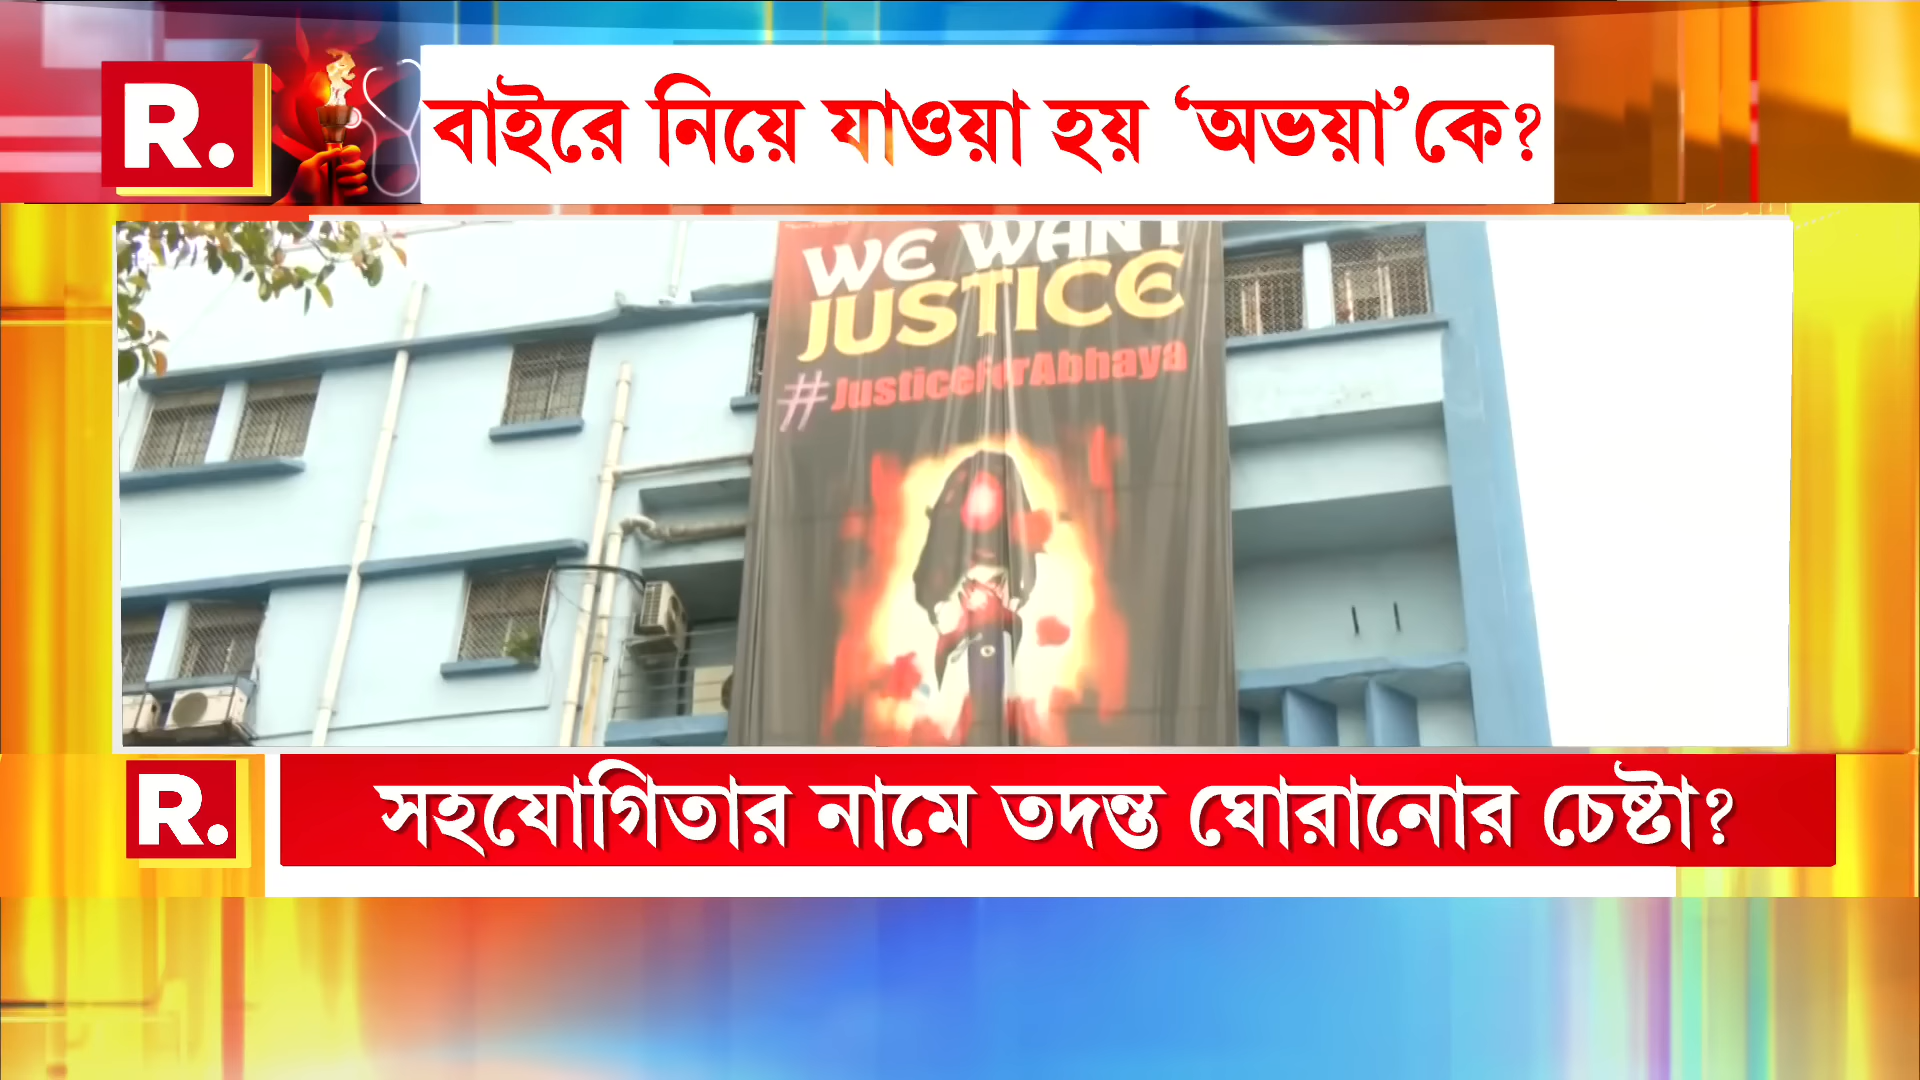 R.
বাইরে নিয়ে যাওয়া হয় ‘অভয়া’কে?
WE WANT
JUSTICE
#JusticeForAbhaya
R.
সহযোগিতার নামে তদন্ত ঘোরানোর চেষ্টা?